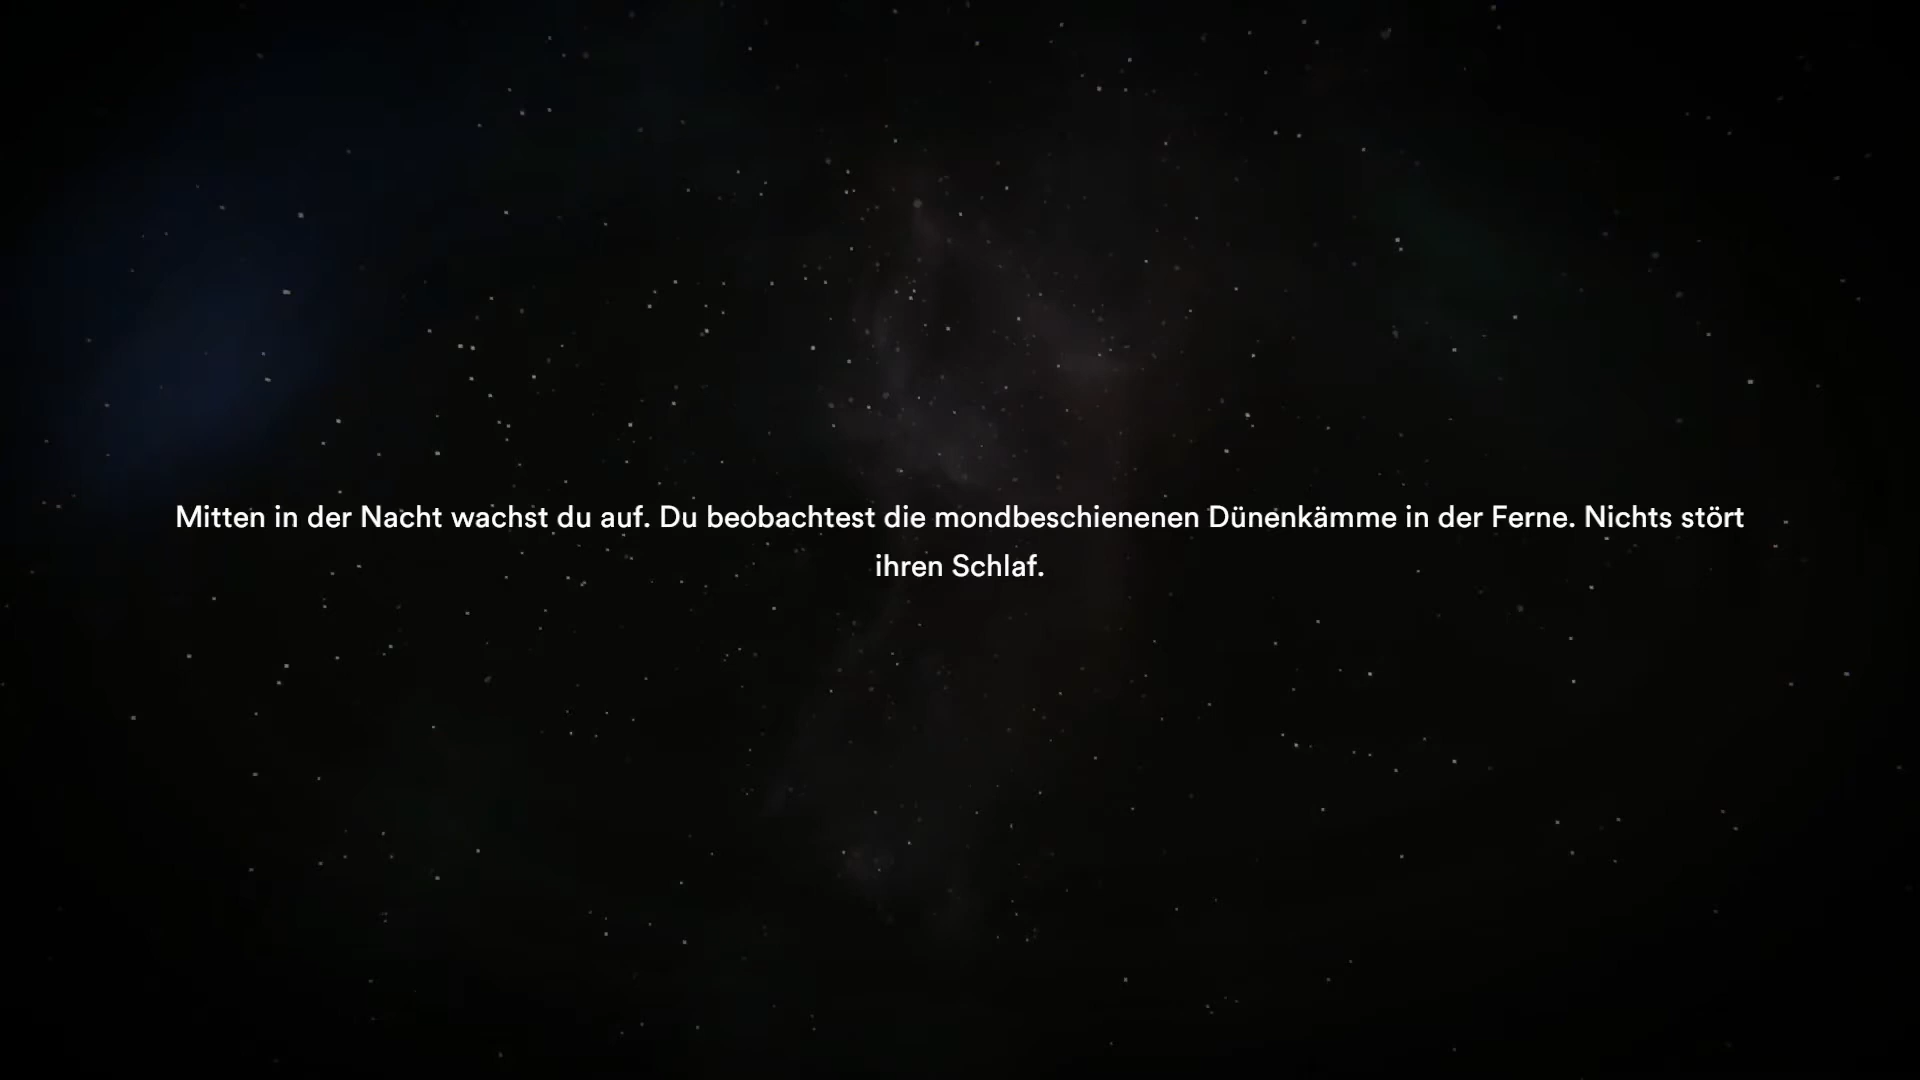 Mitten in der Nacht wachst du auf. Du beobachtest die mondbeschienenen Dünenkämme in der Ferne. Nichts stört
ihren Schlaf.